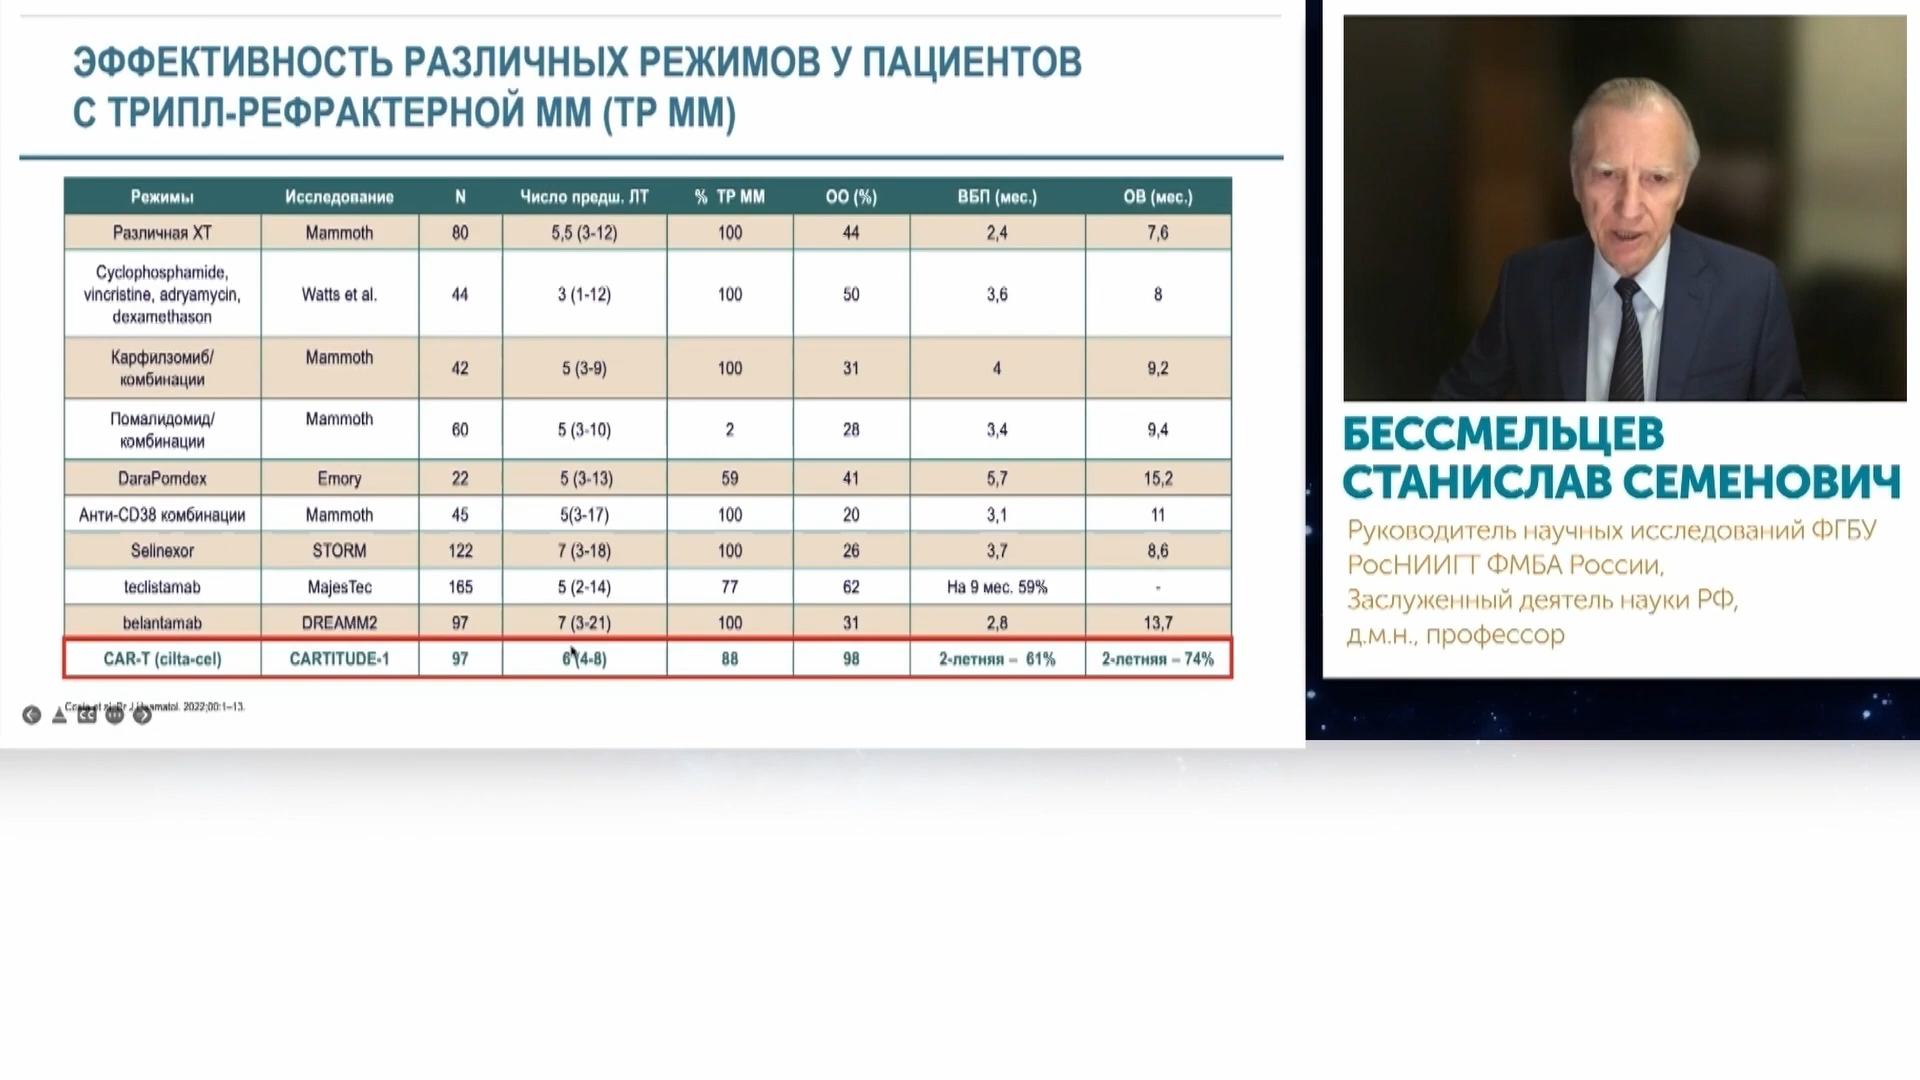 ЭФФЕКТИВНОСТЬ РАЗЛИЧНЫХ РЕЖИМОВ У ПАЦИЕНТОВ
С ТРИПЛ-РЕФРАКТЕРНОЙ ММ (ТР ММ)
Режимы Исследование N Число предш. ЛТ % ТР ММ ОО (%) ВБП (мес.) ОВ (мес.)
Различная ХТ Mammoth 80 5,5 (3-12) 100 44 2,4 7,6
Cyclophosphamide,
vincristine, adryamycin, Watts et al. 44 3 (1-12) 100 50 3,6 8
dexamethason
Карфилзомиб/ Mammoth
комбинации 42 5 (3-9) 100 31 4 9,2
Помалидомид/ Mammoth
комбинации 60 5 (3-10) 2 28 3,4 9,4
DaraPomdex Emory 22 5 (3-13) 59 41 5,7 15,2
Анти-CD38 комбинации Mammoth 45 5(3-17) 100 20 3,1 11
Selinexor STORM 122 7 (3-18) 100 26 3,7 8,6
teclistamab MajesTec 165 5 (2-14) 77 62 На 9 мес. 59% -
belantamab DREAMM2 97 7 (3-21) 100 31 2,8 13,7
CAR-T (cilta-cel) CARTITUDE-1 97 6 (4-8) 88 98 2-летняя – 61% 2-летняя – 74%
2022;00:1–13.
БЕССМЕЛЬЦЕВ
СТАНИСЛАВ СЕМЕНОВИЧ
Руководитель научных исследований ФГБУ
РосНИИГТ ФМБА России,
Заслуженный деятель науки РФ,
д.м.н., профессор